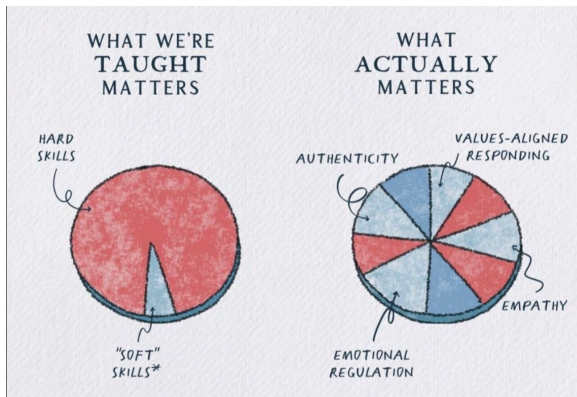 WHAT WE'RE
TAUGHT
MATTERS
HARD
SKILLS
"SOFT"
SKILLS*
WHAT
ACTUALLY
MATTERS
AUTHENTICITY
VALUES-ALIGNED
RESPONDING
EMPATHY
EMOTIONAL
REGULATION